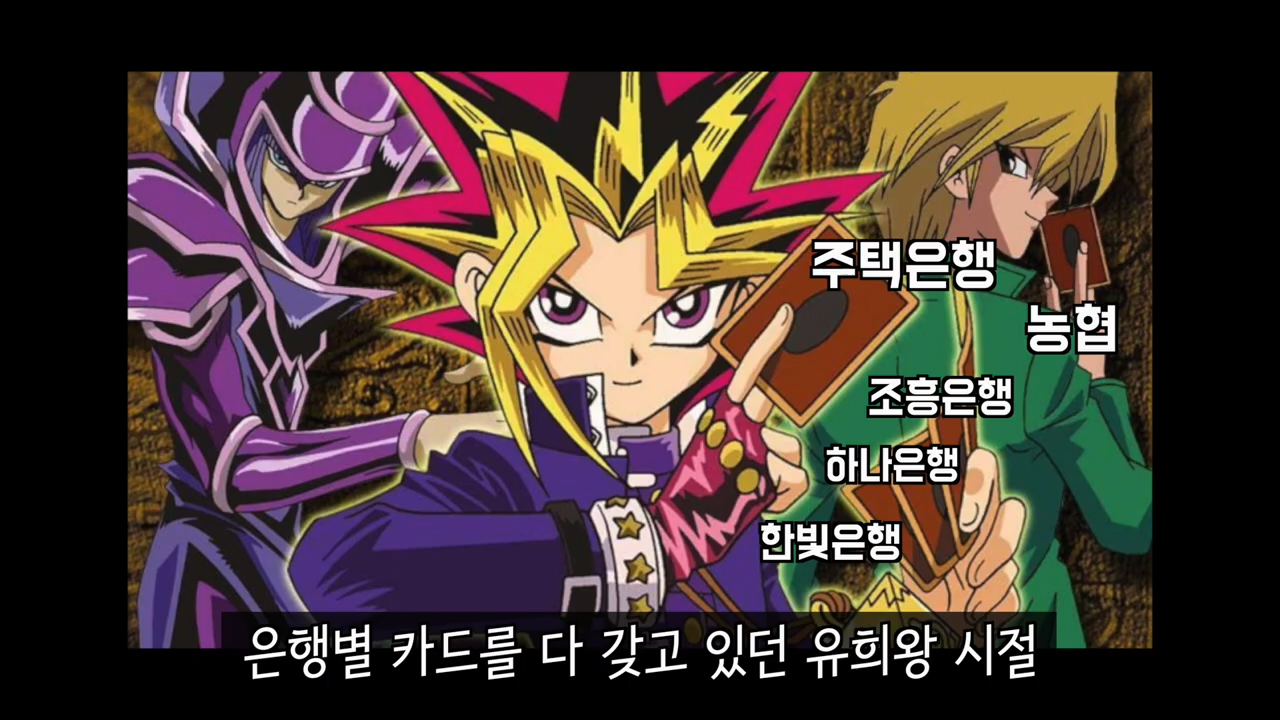 주택은행
농협
조흥은행
하나은행
한빛은행
은행별 카드를 다 갖고 있던 유희왕 시절